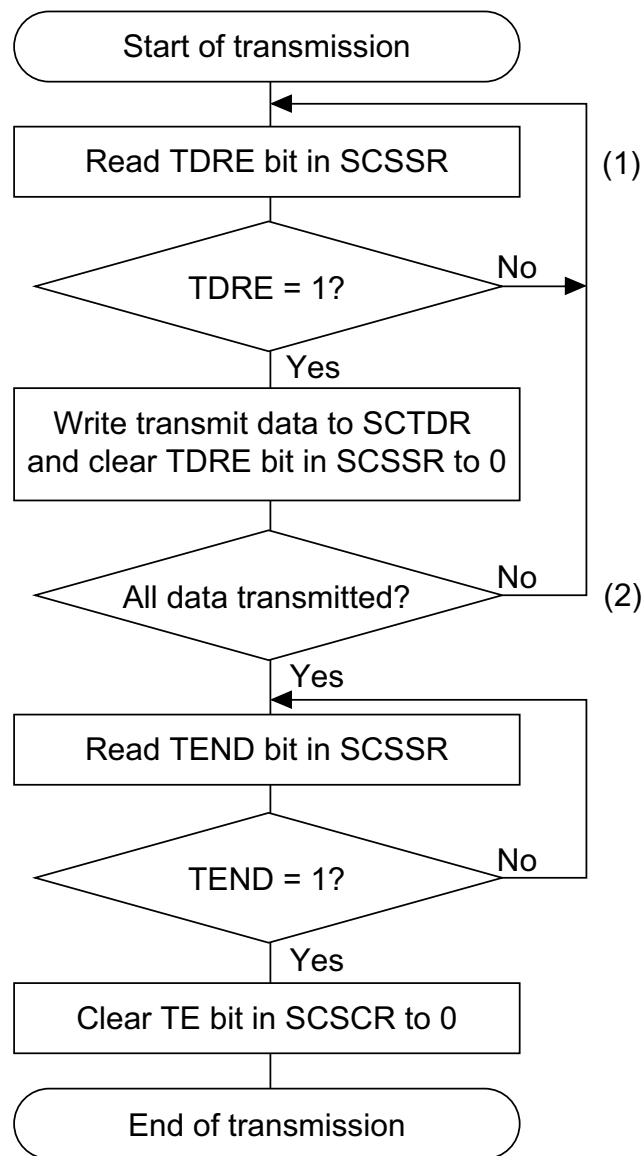 Start of transmission
Read TDRE bit in SCSSR
(1)
TDRE = 1?
No
Yes
Write transmit data to SCTDR
and clear TDRE bit in SCSSR to 0
All data transmitted?
No
(2)
Yes
Read TEND bit in SCSSR
TEND = 1?
No
Yes
Clear TE bit in SCSCR to 0
End of transmission